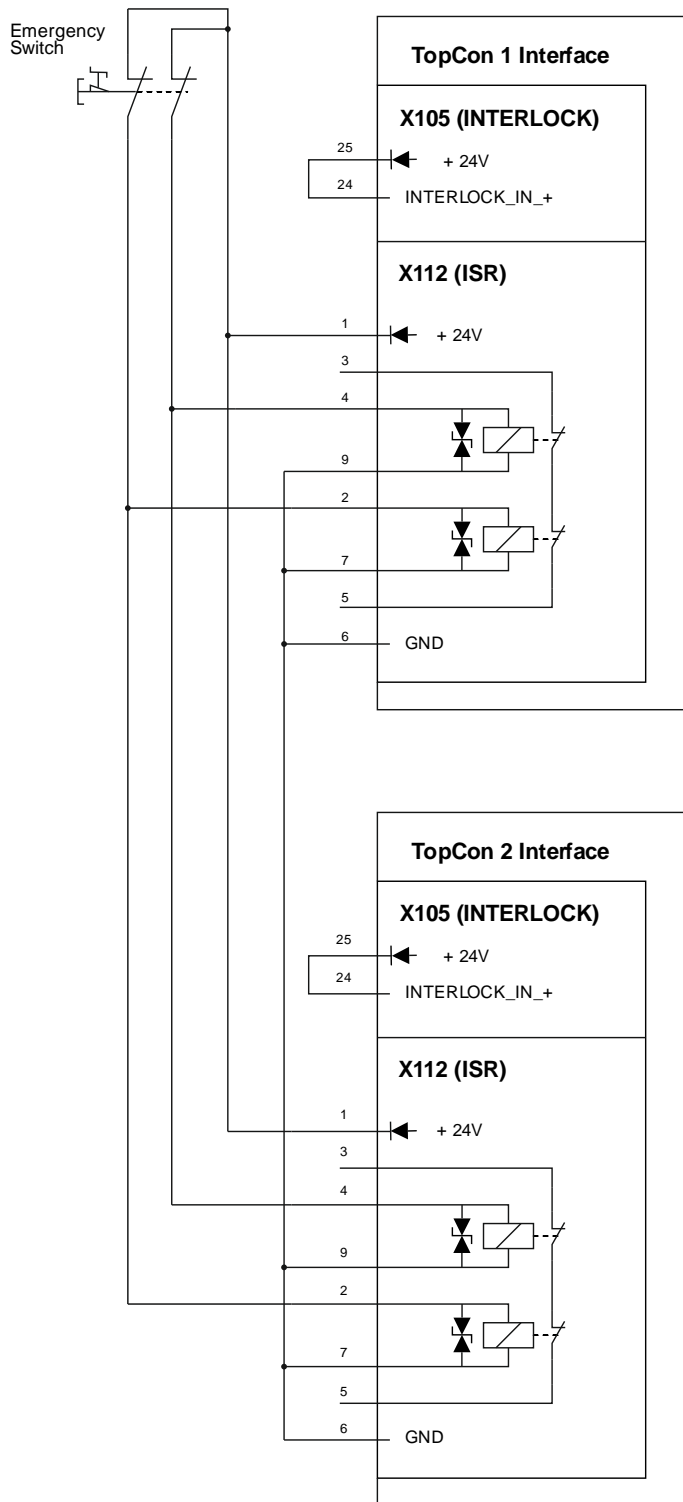 Emergency
Switch
TopCon 1 Interface
X105 (INTERLOCK)
25
+ 24V
24
INTERLOCK_IN_+
X112 (ISR)
1
+ 24V
3
4
9
2
7
5
6
GND
TopCon 2 Interface
X105 (INTERLOCK)
25
+ 24V
24
INTERLOCK_IN_+
X112 (ISR)
1
+ 24V
3
4
9
2
7
5
6
GND